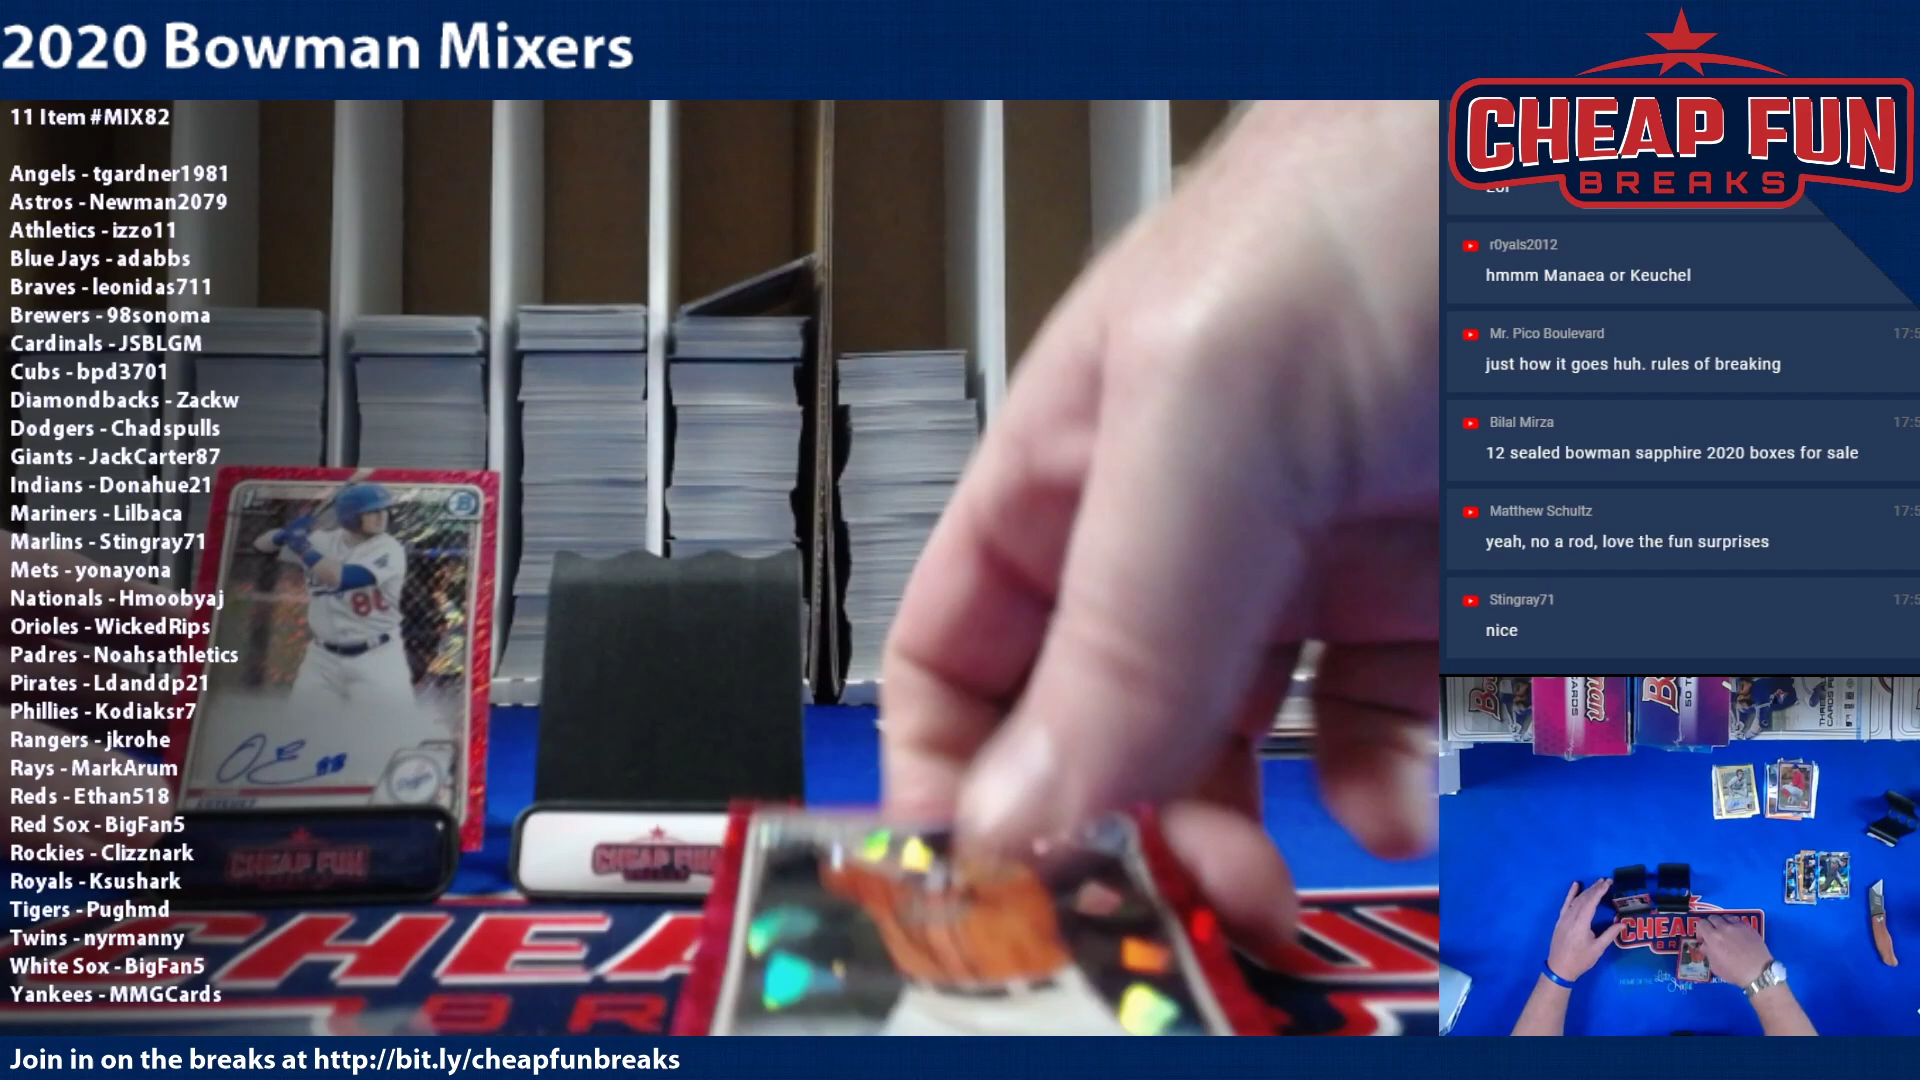 2020 Bowman Mixers
11 Item #MIX82
Angels - tgardner1981
Astros - Newman2079
Athletics - izzo11
Blue Jays - adabbs
Braves - leonidas711
Brewers - 98sonoma
Cardinals - JSBLGM
Cubs - bpd3701
Diamondbacks - Zackw
Dodgers - Chadspulls
Giants - JackCarter87
Indians - Donahue21
Mariners - Lilbaca
Marlins - Stingray71
Mets - yonayona
Nationals - Hmoobyaj
Orioles - WickedRips
Padres - Noahsathletics
Pirates - Ldanddp21
Phillies - Kodiaksr7
Rangers - jkrohe
Rays - MarkArum
Reds - Ethan518
Red Sox - BigFan5
Rockies - Clizznark
Royals - Ksushark
Tigers - Pughmd
Twins - nyrmanny
White Sox - BigFan5
Yankees - MMGCards
Join in on the breaks at http://bit.ly/cheapfunbreaks
CHEAP FUN
BREAKS
r0yals2012
hmmm Manaea or Keuchel
Mr. Pico Boulevard
just how it goes huh. rules of breaking
Bilal Mirza
12 sealed bowman sapphire 2020 boxes for sale
Matthew Schultz
yeah, no a rod, love the fun surprises
Stingray71
nice
CHEAP FUN
CHEAP FUN